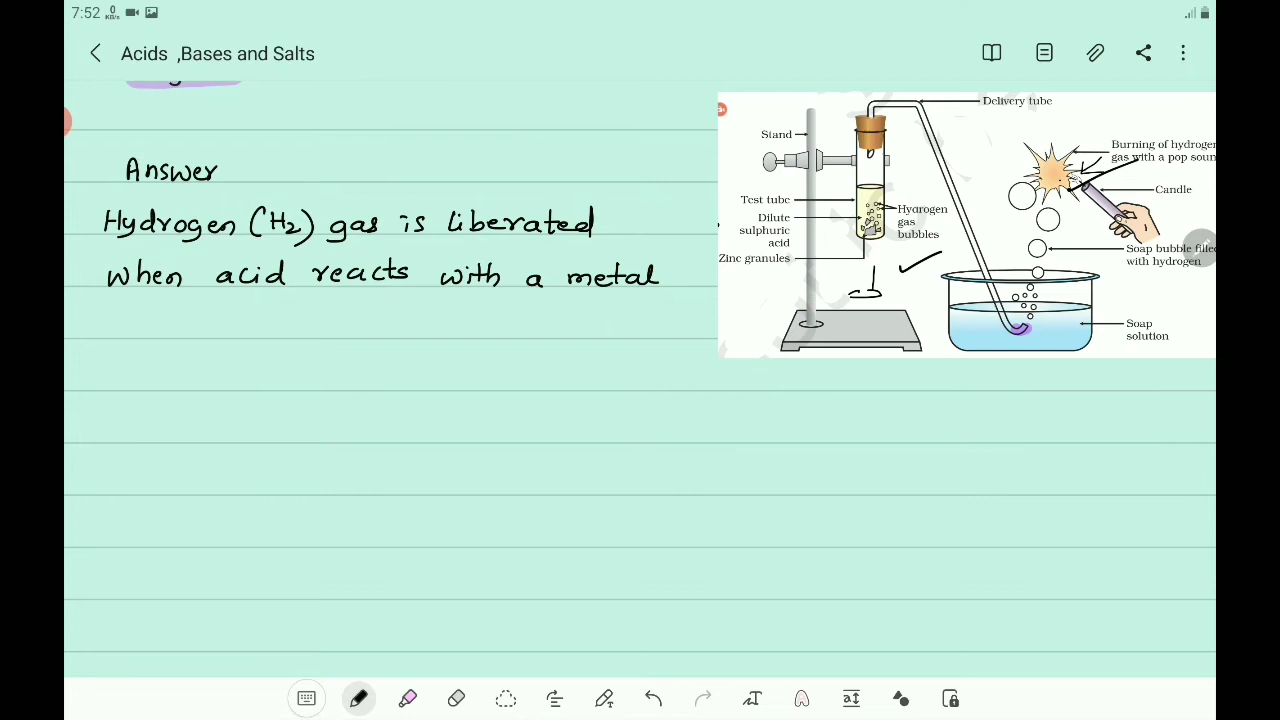 7:52 0 KB/s
Acids ,Bases and Salts
Answer
Hydrogen (H2) gas is liberated
when acid reacts with a metal
Delivery tube
Stand
Burning of hydrogen
gas with a pop soun
Candle
Test tube
Hydrogen
gas
bubbles
Dilute
sulphuric
acid
Zinc granules
Soap bubble fille
with hydrogen
Soap
solution